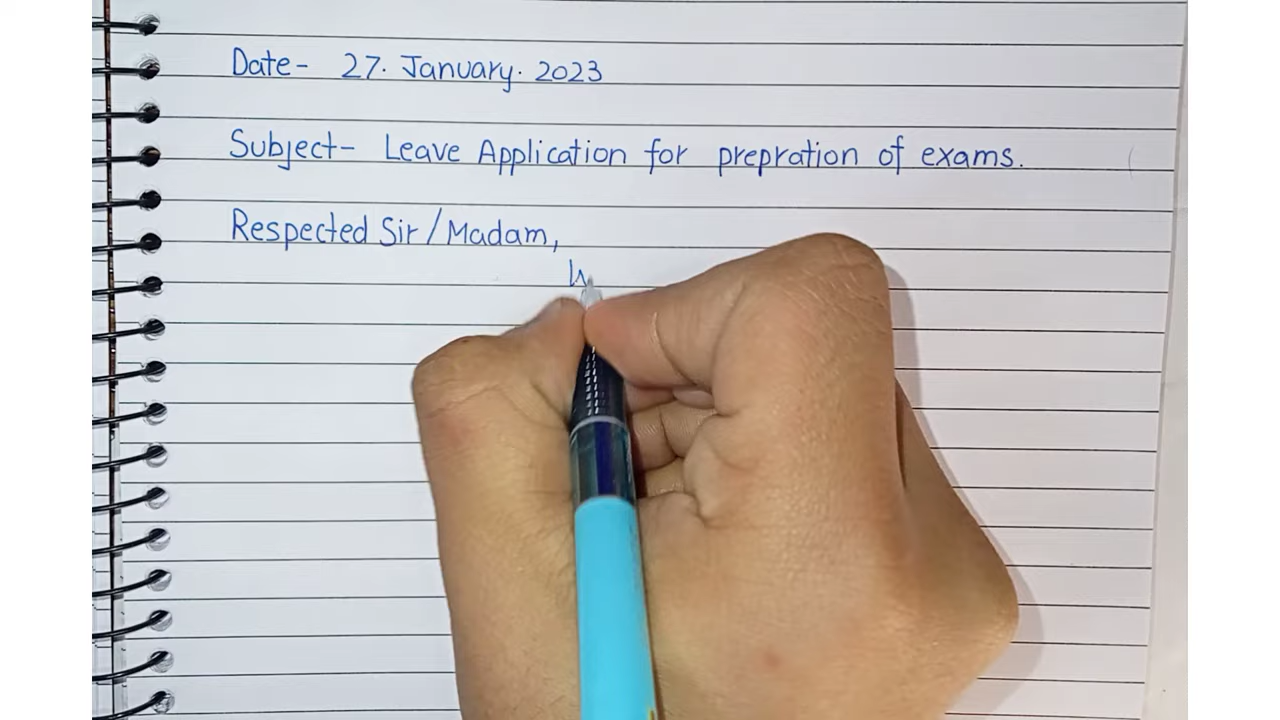 Date- 27. January. 2023
Subject- Leave Application for prepration of exams.
Respected Sir/Madam,